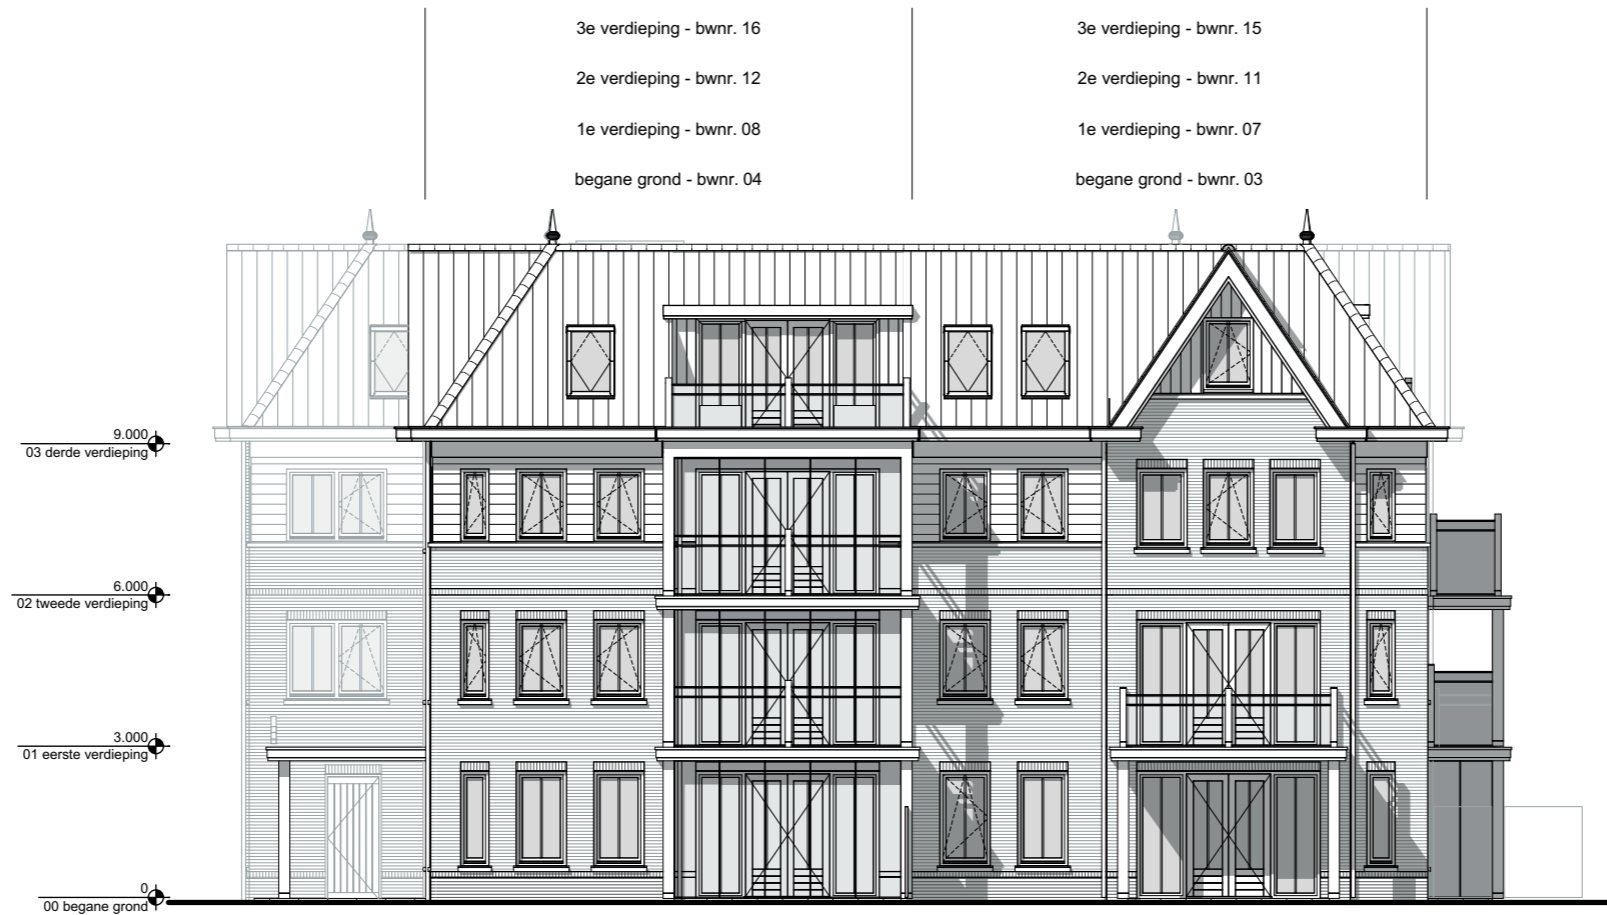 3e verdieping - bwnr. 16
2e verdieping - bwnr. 12
1e verdieping - bwnr. 08
begane grond - bwnr. 04
3e verdieping - bwnr. 15
2e verdieping - bwnr. 11
1e verdieping - bwnr. 07
begane grond - bwnr. 03
9.000
03 derde verdieping
6.000
02 tweede verdieping
3.000
01 eerste verdieping
0
00 begane grond